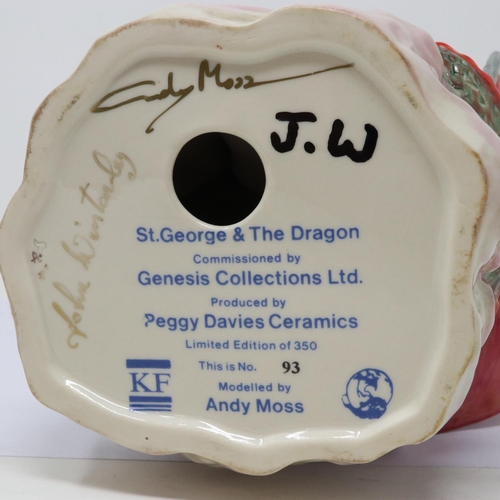 Andy Moss
J.W
John Winstanley
St.George & The Dragon
Commissioned by
Genesis Collections Ltd.
Produced by
Peggy Davies Ceramics
Limited Edition of 350
This is No. 93
Modelled by
Andy Moss
KF